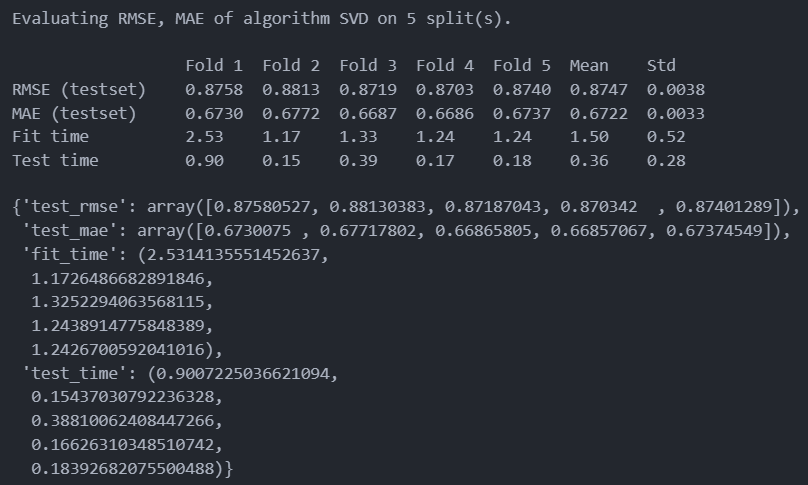 Evaluating RMSE, MAE of algorithm SVD on 5 split(s).
Fold 1  Fold 2  Fold 3  Fold 4  Fold 5  Mean    Std
RMSE (testset)    0.8758  0.8813  0.8719  0.8703  0.8740  0.8747  0.0038
MAE (testset)     0.6730  0.6772  0.6687  0.6686  0.6737  0.6722  0.0033
Fit time          2.53    1.17    1.33    1.24    1.24    1.50    0.52
Test time         0.90    0.15    0.39    0.17    0.18    0.36    0.28
{'test_rmse': array([0.87580527, 0.88130383, 0.87187043, 0.870342  , 0.87401289]),
'test_mae': array([0.6730075 , 0.67717802, 0.66865805, 0.66857067, 0.67374549]),
'fit_time': (2.5314135551452637,
1.1726486682891846,
1.3252294063568115,
1.2438914775848389,
1.2426700592041016),
'test_time': (0.9007225036621094,
0.15437030792236328,
0.38810062408447266,
0.16626310348510742,
0.18392682075500488)}